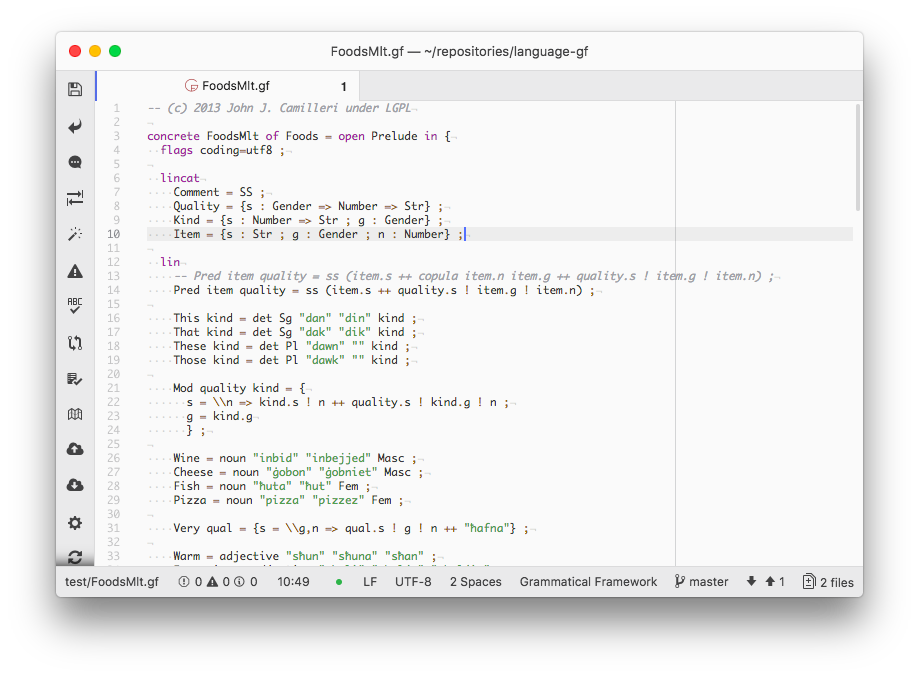 FoodsMlt.gf — ~/repositories/language-gf
FoodsMlt.gf 1
1 -- (c) 2013 John J. Camilleri under LGPL
2
3 concrete FoodsMlt of Foods = open Prelude in {
4 flags coding=utf8 ;
5
6 lincat
7 Comment = SS ;
8 Quality = {s : Gender => Number => Str} ;
9 Kind = {s : Number => Str ; g : Gender} ;
10 Item = {s : Str ; g : Gender ; n : Number} ;
11
12 lin
13 -- Pred item quality = ss (item.s ++ copula item.n item.g ++ quality.s ! item.g ! item.n) ;
14 Pred item quality = ss (item.s ++ quality.s ! item.g ! item.n) ;
15
16 This kind = det Sg "dan" "din" kind ;
17 That kind = det Sg "dak" "dik" kind ;
18 These kind = det Pl "dawn" "" kind ;
19 Those kind = det Pl "dawk" "" kind ;
20
21 Mod quality kind = {
22 s = \\n => kind.s ! n ++ quality.s ! kind.g ! n ;
23 g = kind.g
24 } ;
25
26 Wine = noun "inbid" "inbejjed" Masc ;
27 Cheese = noun "ġobon" "ġobniet" Masc ;
28 Fish = noun "ħuta" "ħut" Fem ;
29 Pizza = noun "pizza" "pizzez" Fem ;
30
31 Very qual = {s = \\g,n => qual.s ! g ! n ++ "ħafna"} ;
32
33 Warm = adjective "sħun" "sħuna" "sħan" ;
ABC
test/FoodsMlt.gf 0 0 0 10:49 LF UTF-8 2 Spaces Grammatical Framework master 1 2 files